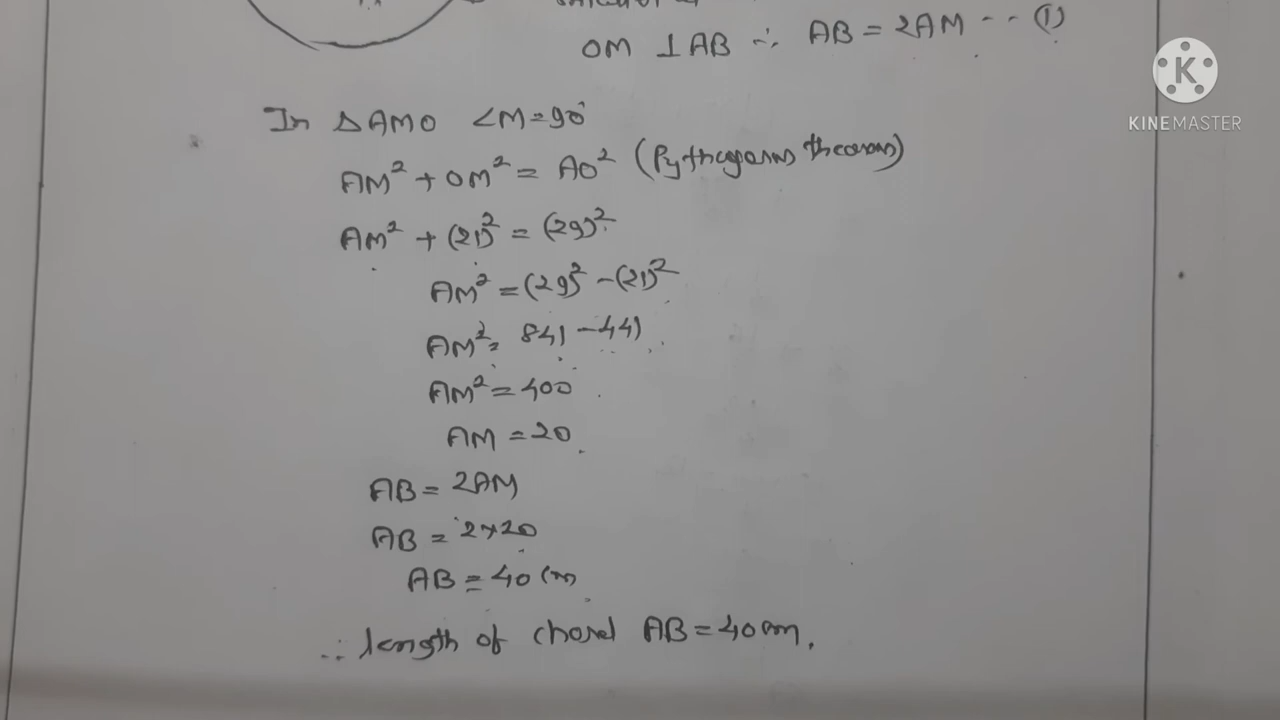 OM ⊥ AB ∴ AB = 2AM -- (1)
K
KINEMASTER
In △AMO ∠M=90°
AM² + OM² = AO² (Pythagoras theorem)
AM² + (21)² = (29)²
AM² = (29)² - (21)²
AM² = 841 - 441
AM² = 400
AM = 20
AB = 2AM
AB = 2×20
AB = 40 cm
∴ length of chord AB = 40 cm.